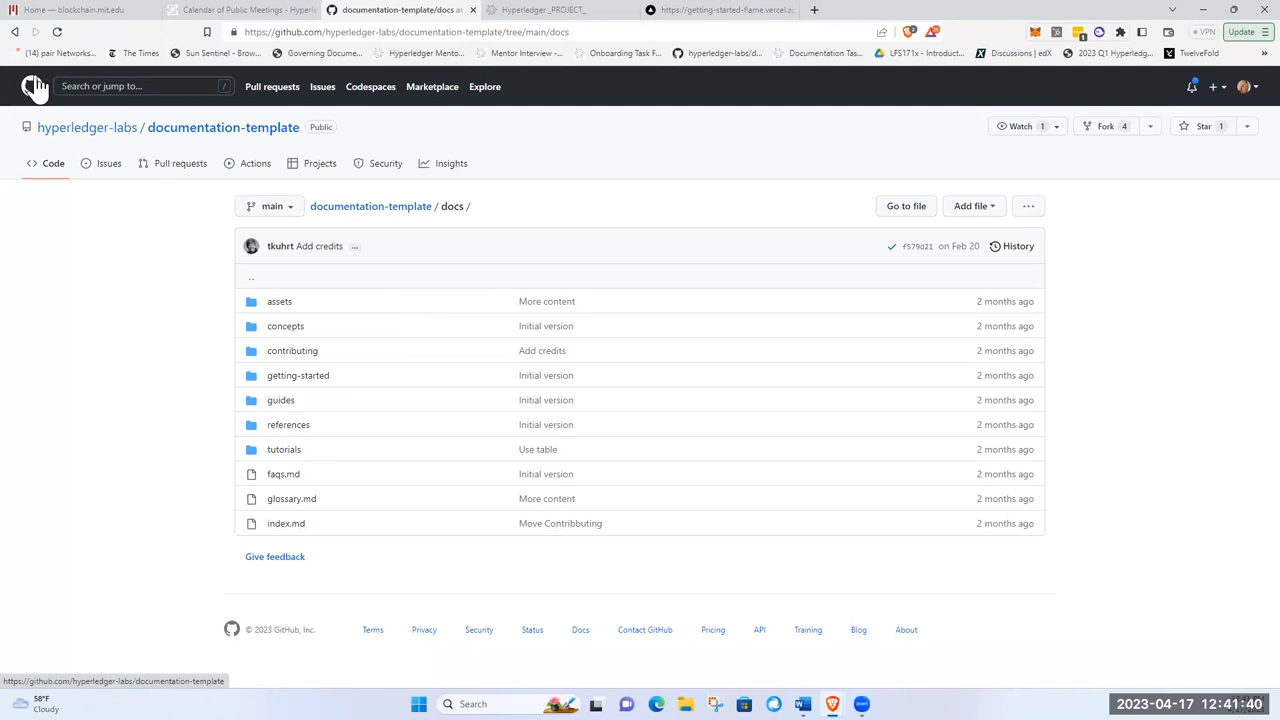 Home — blockchain.mit.edu
Calendar of Public Meetings - Hyperle
documentation-template/docs at
Hyperledger _PROJECT_
https://getting-started-flame.vercel.ap
https://github.com/hyperledger-labs/documentation-template/tree/main/docs
VPN
Update
(14) pair Networks...
The Times
Sun Sentinel - Brow...
Governing Docume...
Hyperledger Mento...
Mentor Interview -...
Onboarding Task F...
hyperledger-labs/d...
Documentation Tas...
LFS171x - Introduct...
Discussions | edX
2023 Q1 Hyperledg...
TwelveFold
»
Search or jump to... /
Pull requests Issues Codespaces Marketplace Explore
hyperledger-labs / documentation-template Public
Watch 1
Fork 4
Star 1
Code Issues Pull requests Actions Projects Security Insights
main documentation-template / docs / Go to file Add file ...
tkuhrt Add credits ... f579d21 on Feb 20 History
..
assets More content 2 months ago
concepts Initial version 2 months ago
contributing Add credits 2 months ago
getting-started Initial version 2 months ago
guides Initial version 2 months ago
references Initial version 2 months ago
tutorials Use table 2 months ago
faqs.md Initial version 2 months ago
glossary.md More content 2 months ago
index.md Move Contribbuting 2 months ago
Give feedback
© 2023 GitHub, Inc. Terms Privacy Security Status Docs Contact GitHub Pricing API Training Blog About
https://github.com/hyperledger-labs/documentation-template
58°F
Cloudy
Search
zoom
2023-04-17 12:41:40